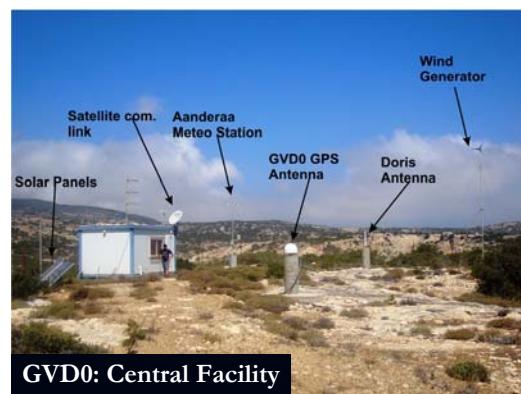 Wind
Generator
Satellite com.
link
Aanderaa
Meteo Station
GVD0 GPS
Antenna
Doris
Antenna
Solar Panels
GVD0: Central Facility